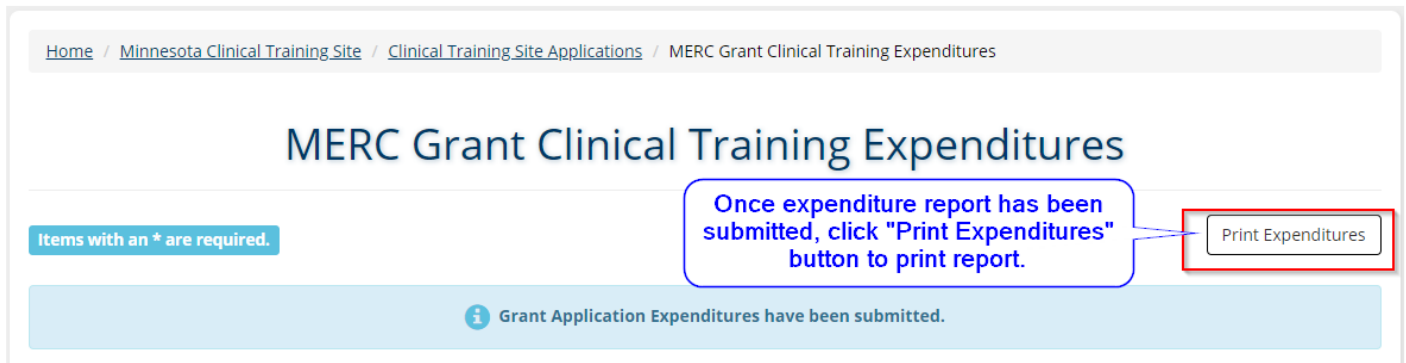 Home / Minnesota Clinical Training Site / Clinical Training Site Applications / MERC Grant Clinical Training Expenditures
MERC Grant Clinical Training Expenditures
Items with an * are required.
Once expenditure report has been
submitted, click "Print Expenditures"
button to print report.
Print Expenditures
Grant Application Expenditures have been submitted.